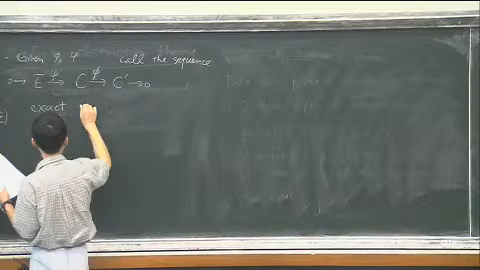 · Given φ, ψ call the sequence
0 → E →ψ C →φ C' → 0
E) exact